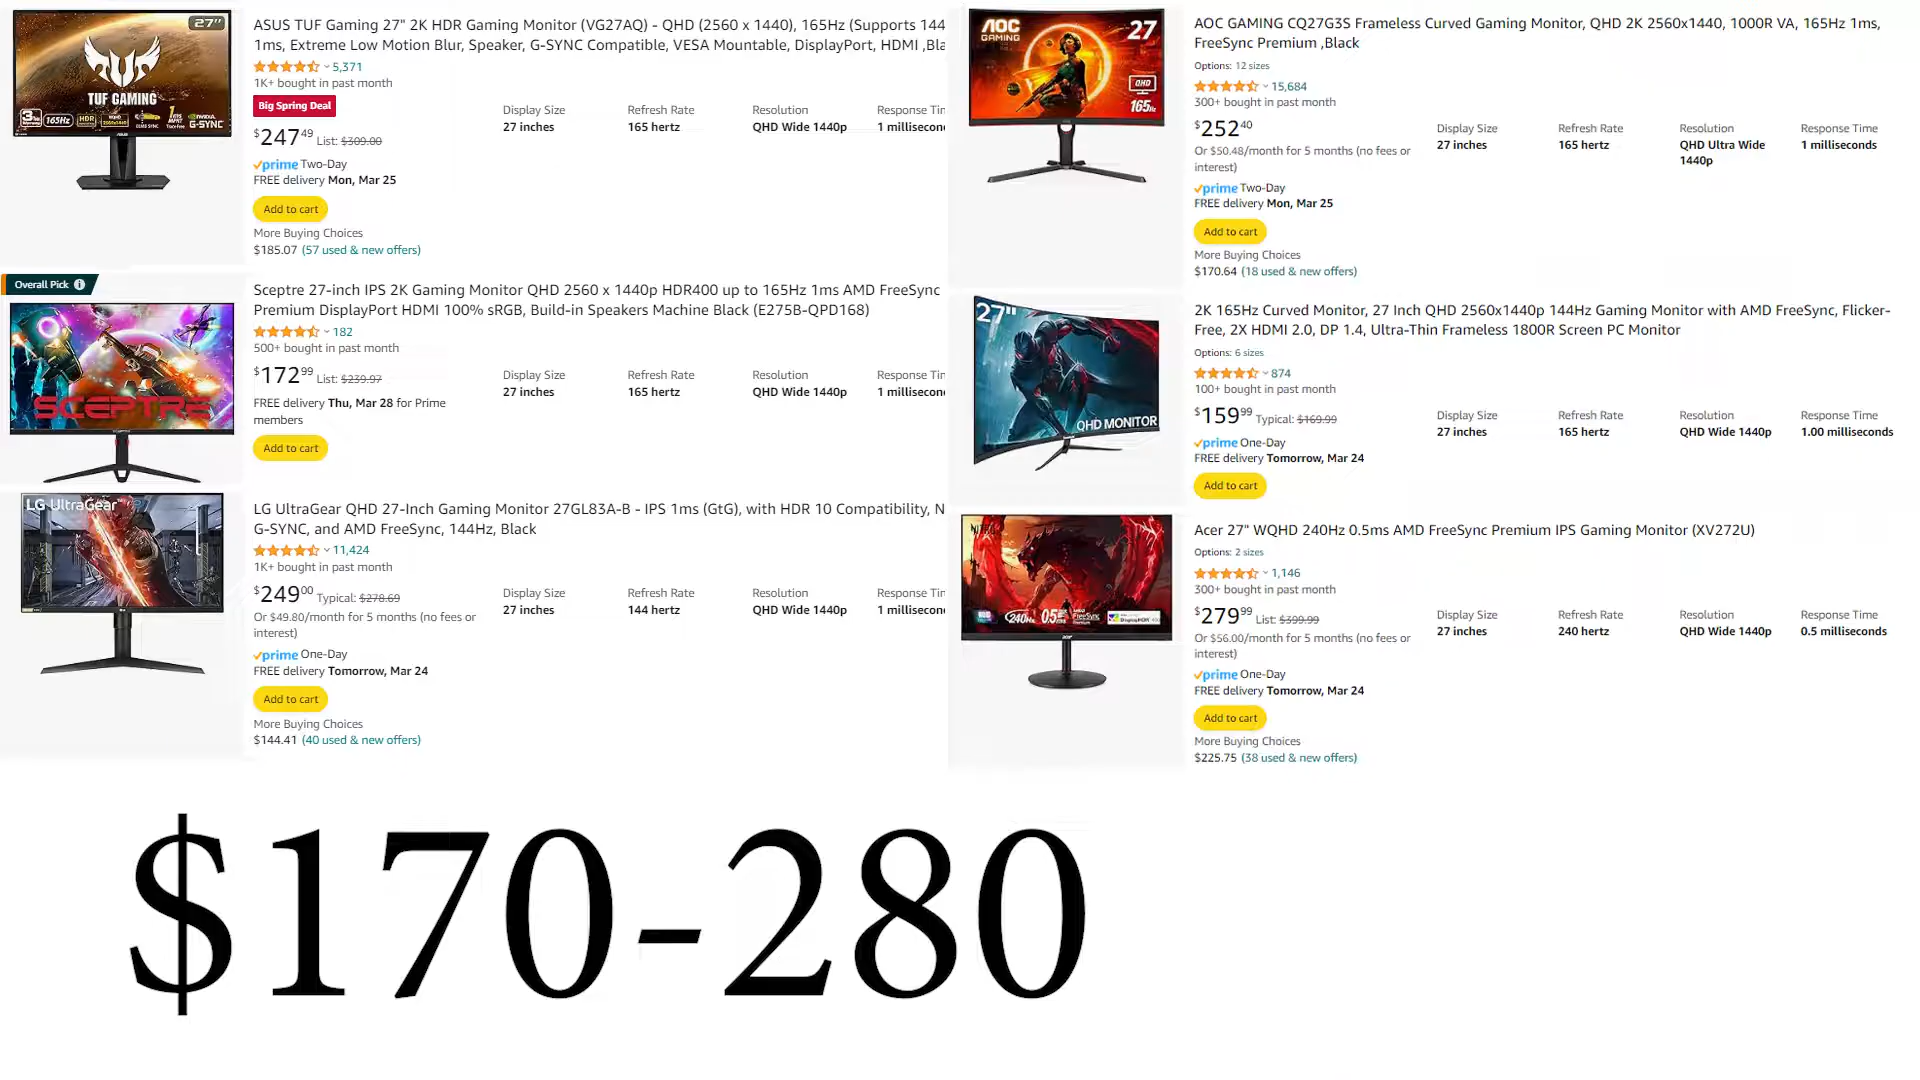 27"
TUF GAMING
165Hz
HDR
G-SYNC
ASUS TUF Gaming 27" 2K HDR Gaming Monitor (VG27AQ) - QHD (2560 x 1440), 165Hz (Supports 144
1ms, Extreme Low Motion Blur, Speaker, G-SYNC Compatible, VESA Mountable, DisplayPort, HDMI ,Bla
5,371
1K+ bought in past month
Big Spring Deal
$247 49 List: $309.00
prime Two-Day
FREE delivery Mon, Mar 25
Add to cart
More Buying Choices
$185.07 (57 used & new offers)
Display Size Refresh Rate Resolution Response Tin
27 inches 165 hertz QHD Wide 1440p 1 millisecon
Overall Pick
SCEPTRE
Sceptre 27-inch IPS 2K Gaming Monitor QHD 2560 x 1440p HDR400 up to 165Hz 1ms AMD FreeSync
Premium DisplayPort HDMI 100% sRGB, Build-in Speakers Machine Black (E275B-QPD168)
182
500+ bought in past month
$172 99 List: $239.97
FREE delivery Thu, Mar 28 for Prime
members
Add to cart
Display Size Refresh Rate Resolution Response Tin
27 inches 165 hertz QHD Wide 1440p 1 millisecon
LG UltraGear
LG UltraGear QHD 27-Inch Gaming Monitor 27GL83A-B - IPS 1ms (GtG), with HDR 10 Compatibility, N
G-SYNC, and AMD FreeSync, 144Hz, Black
11,424
1K+ bought in past month
$249 00 Typical: $278.69
Or $49.80/month for 5 months (no fees or
interest)
prime One-Day
FREE delivery Tomorrow, Mar 24
Add to cart
More Buying Choices
$144.41 (40 used & new offers)
Display Size Refresh Rate Resolution Response Tin
27 inches 144 hertz QHD Wide 1440p 1 millisecon
AOC
GAMING
27
QHD
165Hz
AOC GAMING CQ27G3S Frameless Curved Gaming Monitor, QHD 2K 2560x1440, 1000R VA, 165Hz 1ms,
FreeSync Premium ,Black
Options: 12 sizes
15,684
300+ bought in past month
$252 40
Or $50.48/month for 5 months (no fees or
interest)
prime Two-Day
FREE delivery Mon, Mar 25
Add to cart
More Buying Choices
$170.64 (18 used & new offers)
Display Size Refresh Rate Resolution Response Time
27 inches 165 hertz QHD Ultra Wide 1 milliseconds
1440p
27"
QHD MONITOR
2K 165Hz Curved Monitor, 27 Inch QHD 2560x1440p 144Hz Gaming Monitor with AMD FreeSync, Flicker-
Free, 2X HDMI 2.0, DP 1.4, Ultra-Thin Frameless 1800R Screen PC Monitor
Options: 6 sizes
874
100+ bought in past month
$159 99 Typical: $169.99
prime One-Day
FREE delivery Tomorrow, Mar 24
Add to cart
Display Size Refresh Rate Resolution Response Time
27 inches 165 hertz QHD Wide 1440p 1.00 milliseconds
240Hz
Acer 27" WQHD 240Hz 0.5ms AMD FreeSync Premium IPS Gaming Monitor (XV272U)
Options: 2 sizes
1,146
300+ bought in past month
$279 99 List: $399.99
Or $56.00/month for 5 months (no fees or
interest)
prime One-Day
FREE delivery Tomorrow, Mar 24
Add to cart
More Buying Choices
$225.75 (38 used & new offers)
Display Size Refresh Rate Resolution Response Time
27 inches 240 hertz QHD Wide 1440p 0.5 milliseconds
$170-280